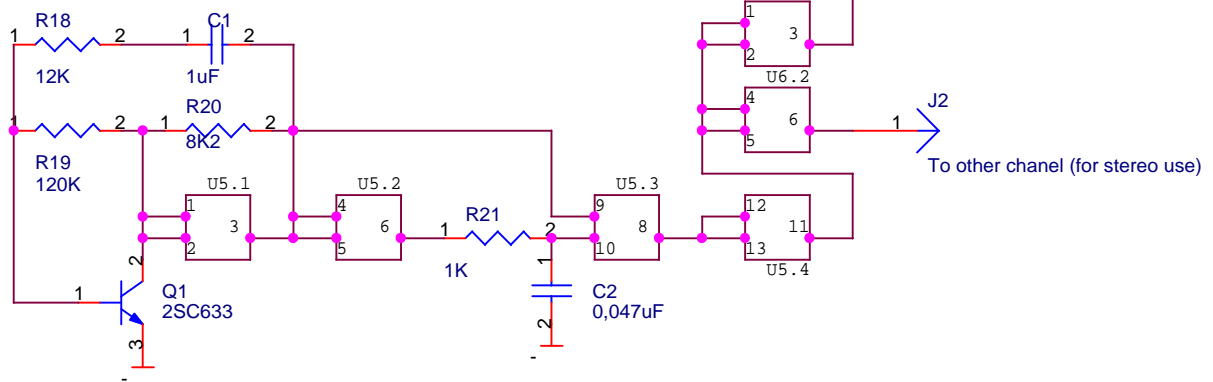 R18
C1
1 2 1 2
12K
1uF
R20
1 2 1 2
8K2
R19
120K
U5.1
1
2
3
U5.2
4
5
6
R21
1 2
1K
U5.3
9
10
8
1
2
3
U6.2
4
5
6
J2
1
To other chanel (for stereo use)
12
13
11
U5.4
2
1
Q1
2SC633
3
-
1
C2
0,047uF
2
-